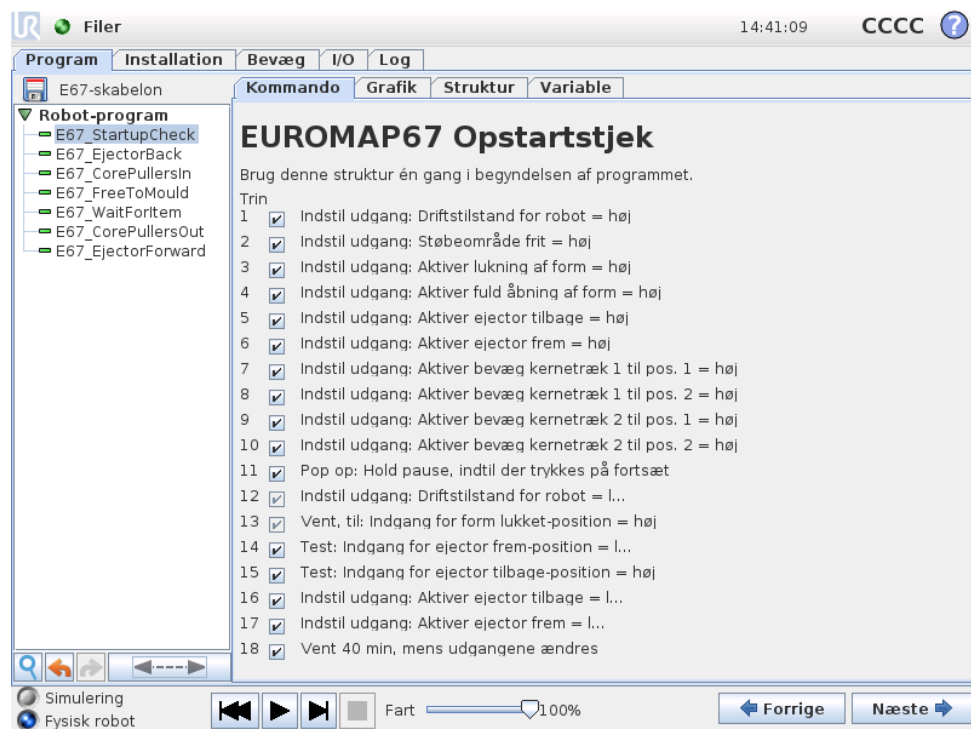 UR Filer 14:41:09 CCCC ?
Program Installation Bevæg I/O Log
E67-skabelon
Kommando Grafik Struktur Variable
Robot-program
E67_StartupCheck
E67_EjectorBack
E67_CorePullersIn
E67_FreeToMould
E67_WaitForItem
E67_CorePullersOut
E67_EjectorForward
EUROMAP67 Opstartstjek
Brug denne struktur én gang i begyndelsen af programmet.
Trin
1 Indstil udgang: Driftstilstand for robot = høj
2 Indstil udgang: Støbeområde frit = høj
3 Indstil udgang: Aktiver lukning af form = høj
4 Indstil udgang: Aktiver fuld åbning af form = høj
5 Indstil udgang: Aktiver ejector tilbage = høj
6 Indstil udgang: Aktiver ejector frem = høj
7 Indstil udgang: Aktiver bevæg kernetræk 1 til pos. 1 = høj
8 Indstil udgang: Aktiver bevæg kernetræk 1 til pos. 2 = høj
9 Indstil udgang: Aktiver bevæg kernetræk 2 til pos. 1 = høj
10 Indstil udgang: Aktiver bevæg kernetræk 2 til pos. 2 = høj
11 Pop op: Hold pause, indtil der trykkes på fortsæt
12 Indstil udgang: Driftstilstand for robot = l...
13 Vent, til: Indgang for form lukket-position = høj
14 Test: Indgang for ejector frem-position = l...
15 Test: Indgang for ejector tilbage-position = høj
16 Indstil udgang: Aktiver ejector tilbage = l...
17 Indstil udgang: Aktiver ejector frem = l...
18 Vent 40 min, mens udgangene ændres
Simulering
Fysisk robot
Fart 100%
Forrige Næste